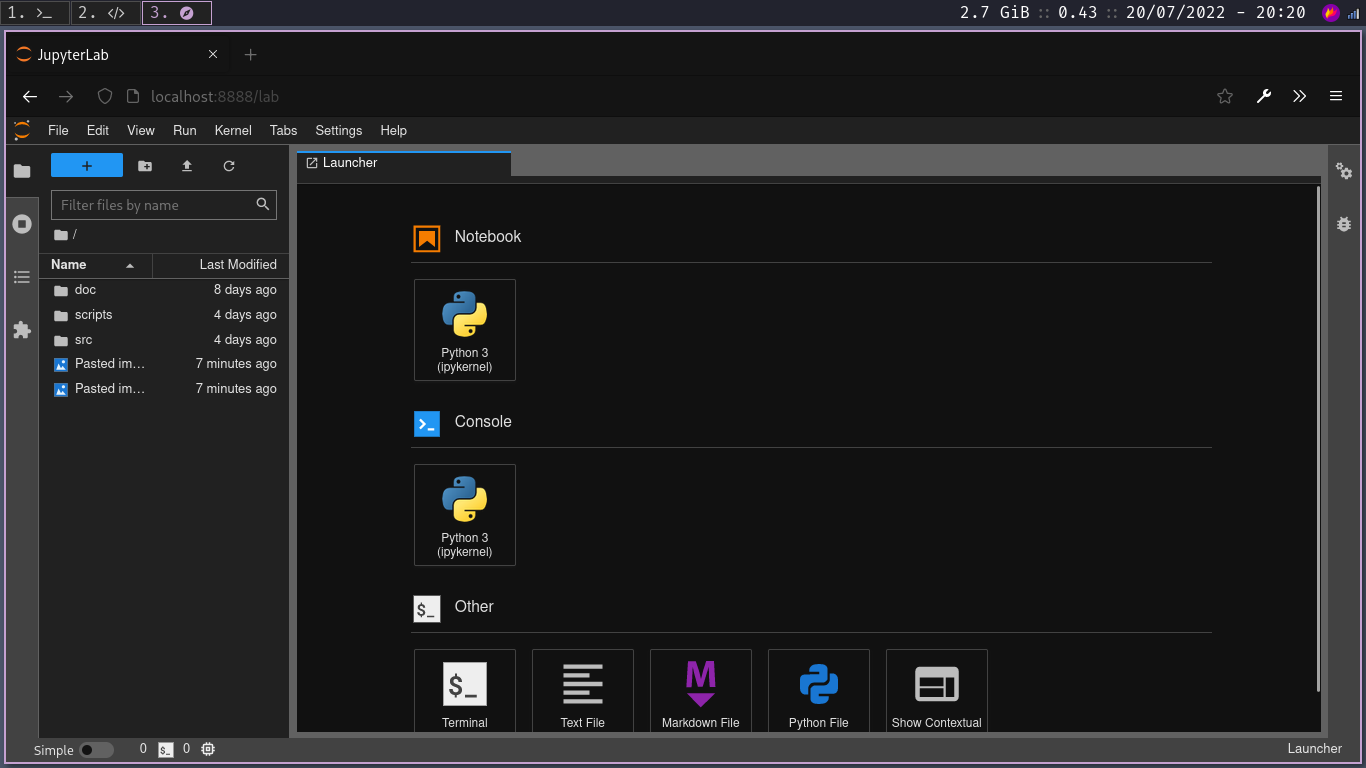 1. >_ 2. </> 3. 2.7 GiB :: 0.43 :: 20/07/2022 - 20:20
JupyterLab
localhost:8888/lab
File Edit View Run Kernel Tabs Settings Help
Launcher
Filter files by name
/
Name Last Modified
doc 8 days ago
scripts 4 days ago
src 4 days ago
Pasted im… 7 minutes ago
Pasted im… 7 minutes ago
Notebook
Python 3
(ipykernel)
Console
Python 3
(ipykernel)
$_ Other
$_ M
Terminal Text File Markdown File Python File Show Contextual
Simple 0 $_ 0 Launcher